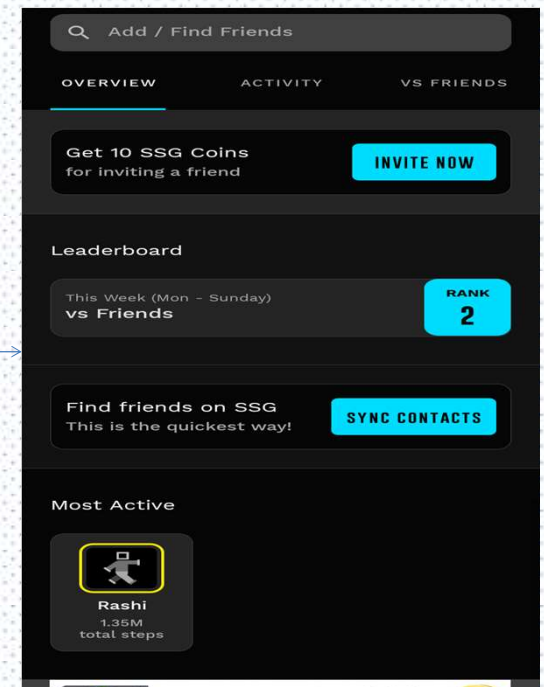 Add / Find Friends
OVERVIEW ACTIVITY VS FRIENDS
Get 10 SSG Coins
for inviting a friend
INVITE NOW
Leaderboard
This Week (Mon - Sunday)
vs Friends
RANK
2
Find friends on SSG
This is the quickest way!
SYNC CONTACTS
Most Active
Rashi
1.35M
total steps